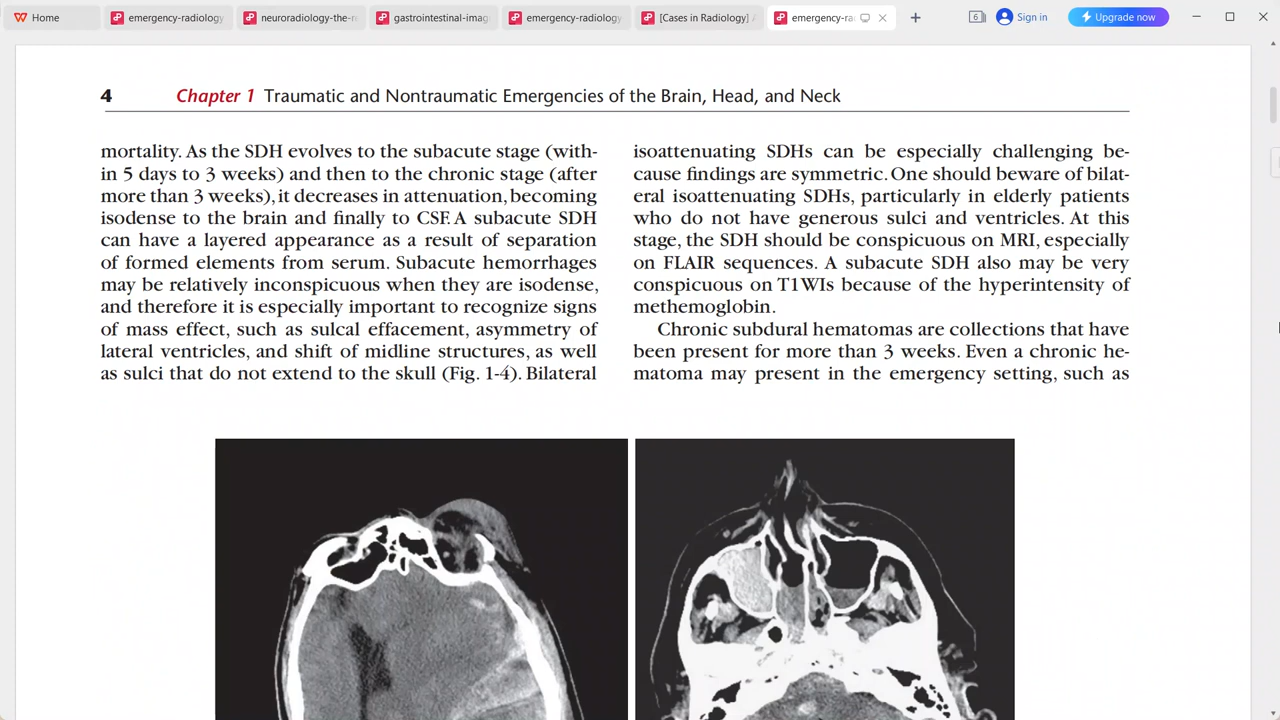 Home
emergency-radiology
neuroradiology-the-r
gastrointestinal-imag
emergency-radiology
[Cases in Radiology]
emergency-ra
6
Sign in
Upgrade now
4 Chapter 1 Traumatic and Nontraumatic Emergencies of the Brain, Head, and Neck
mortality. As the SDH evolves to the subacute stage (with-
in 5 days to 3 weeks) and then to the chronic stage (after
more than 3 weeks), it decreases in attenuation, becoming
isodense to the brain and finally to CSF. A subacute SDH
can have a layered appearance as a result of separation
of formed elements from serum. Subacute hemorrhages
may be relatively inconspicuous when they are isodense,
and therefore it is especially important to recognize signs
of mass effect, such as sulcal effacement, asymmetry of
lateral ventricles, and shift of midline structures, as well
as sulci that do not extend to the skull (Fig. 1-4). Bilateral
isoattenuating SDHs can be especially challenging be-
cause findings are symmetric. One should beware of bilat-
eral isoattenuating SDHs, particularly in elderly patients
who do not have generous sulci and ventricles. At this
stage, the SDH should be conspicuous on MRI, especially
on FLAIR sequences. A subacute SDH also may be very
conspicuous on T1WIs because of the hyperintensity of
methemoglobin.
Chronic subdural hematomas are collections that have
been present for more than 3 weeks. Even a chronic he-
matoma may present in the emergency setting, such as